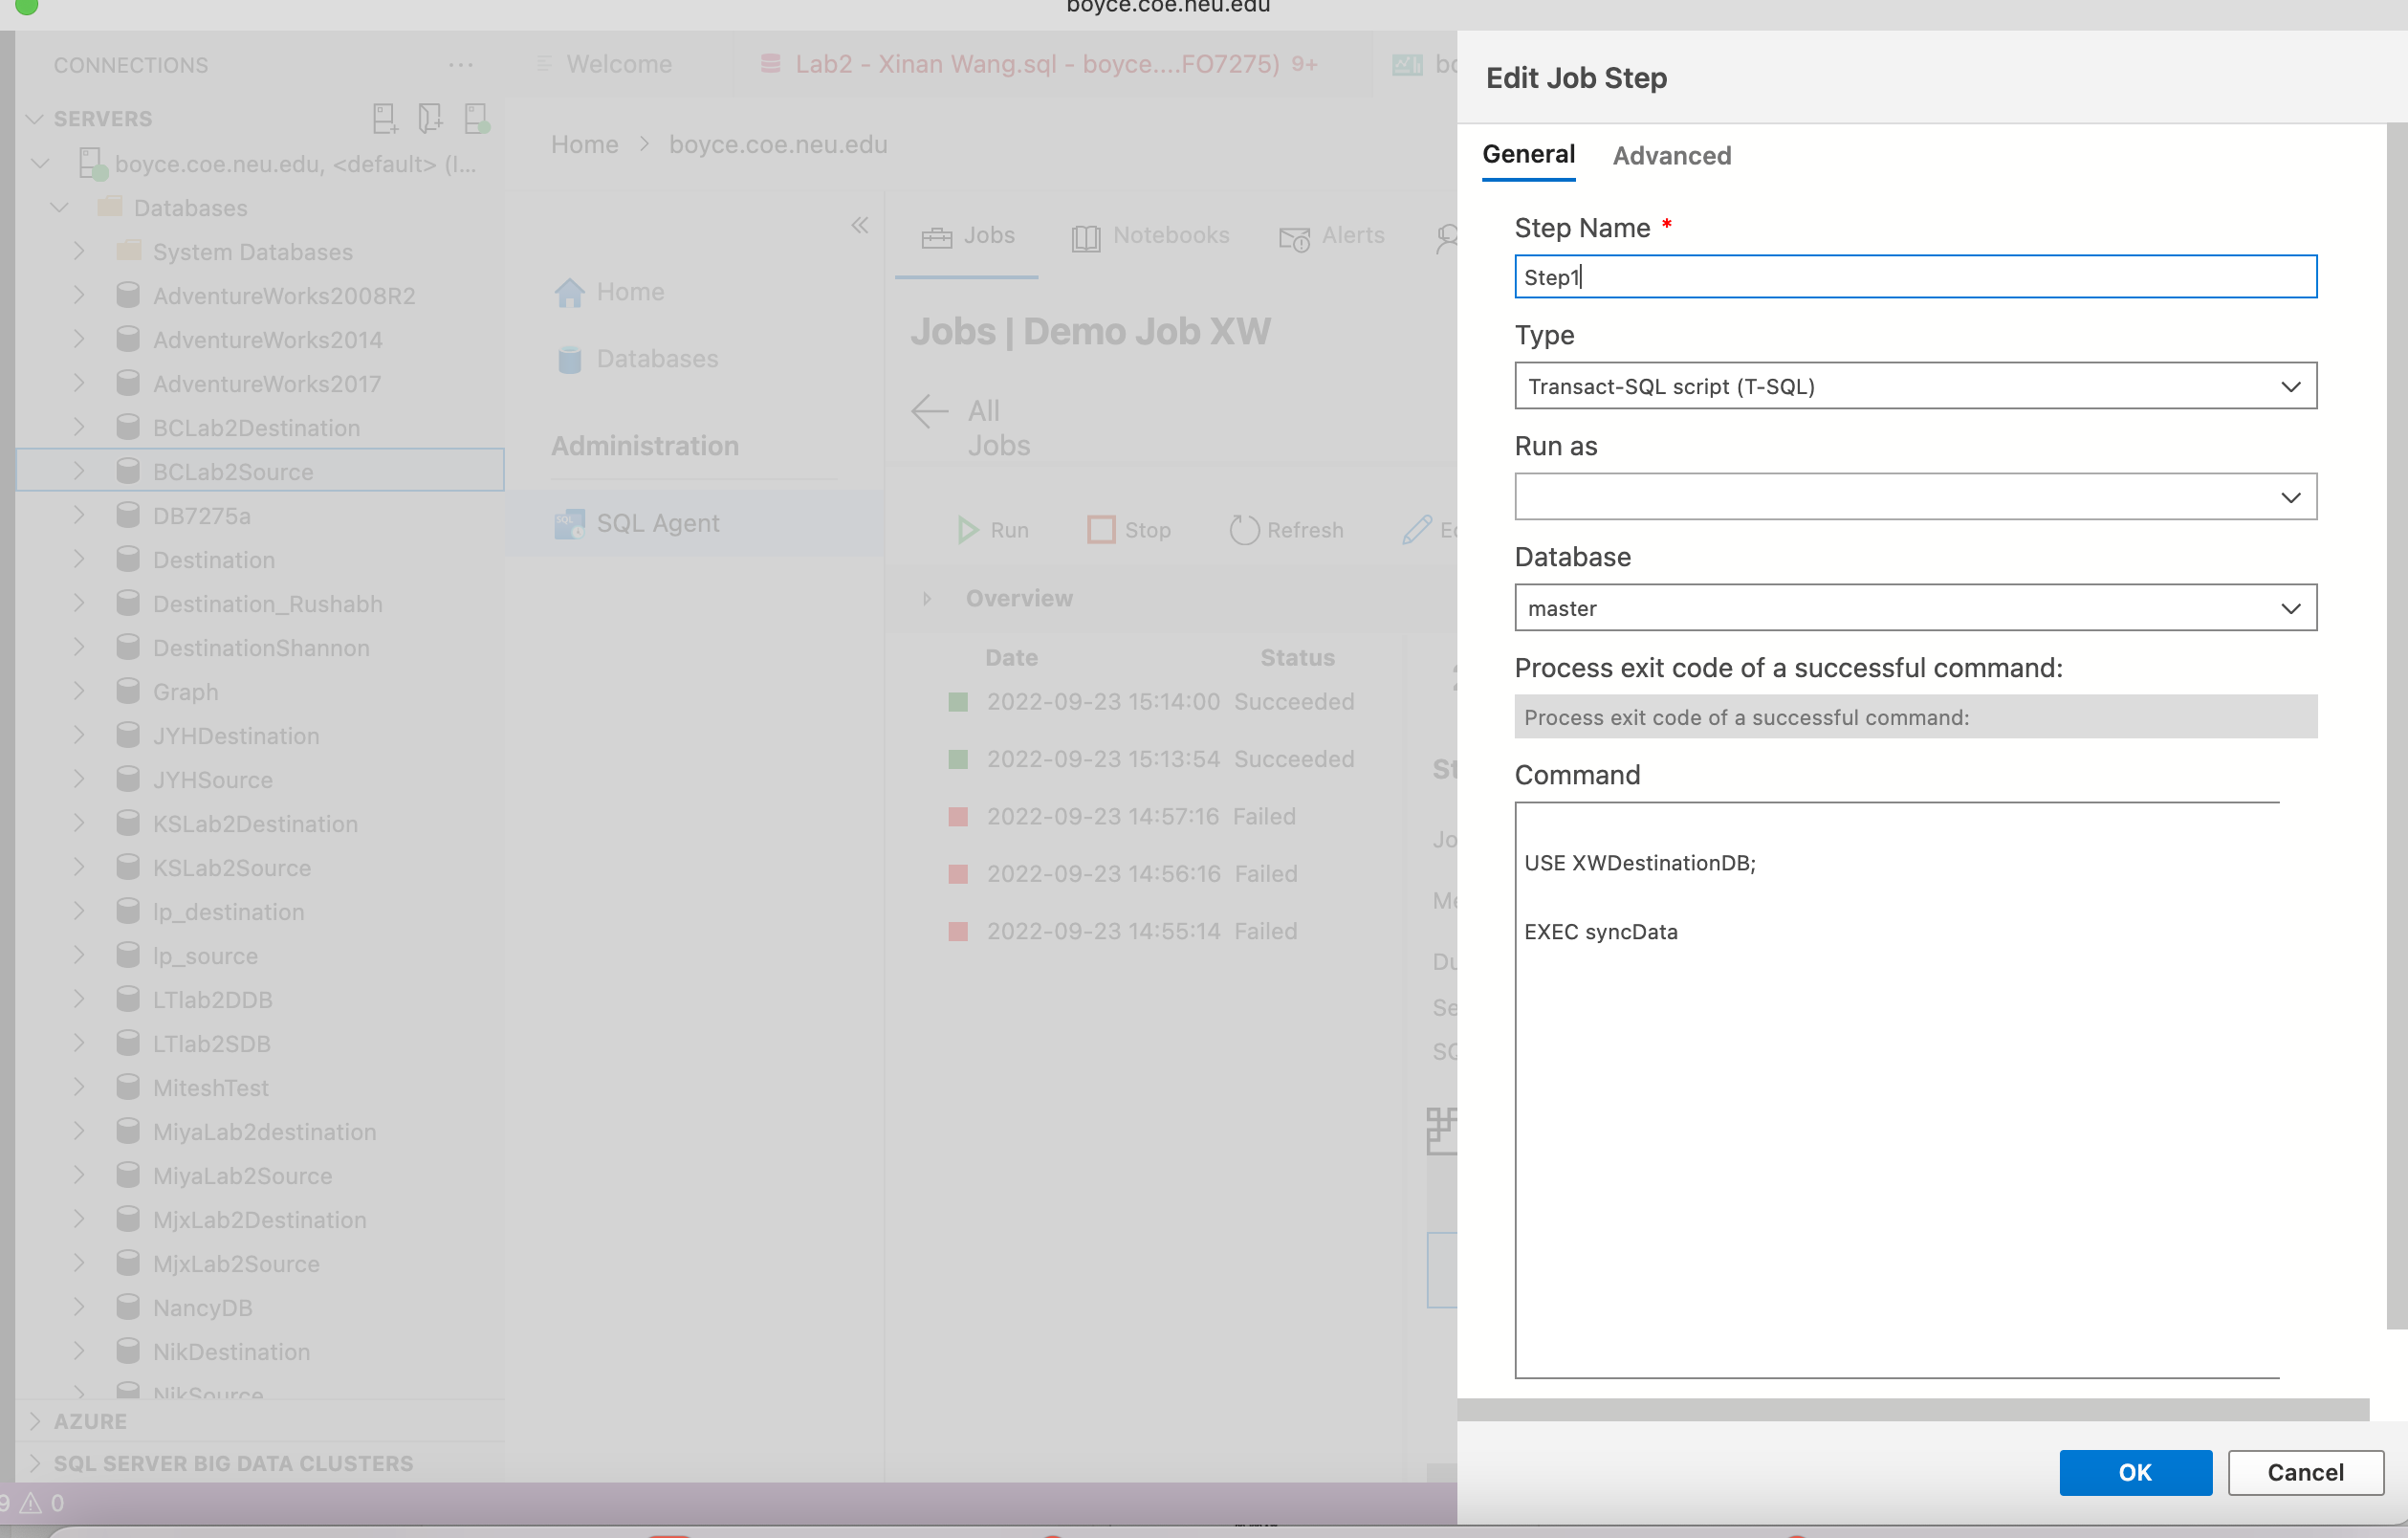 boyce.coe.neu.edu
CONNECTIONS
SERVERS
boyce.coe.neu.edu, <default> (l...
Databases
System Databases
AdventureWorks2008R2
AdventureWorks2014
AdventureWorks2017
BCLab2Destination
BCLab2Source
DB7275a
Destination
Destination_Rushabh
DestinationShannon
Graph
JYHDestination
JYHSource
KSLab2Destination
KSLab2Source
lp_destination
lp_source
LTlab2DDB
LTlab2SDB
MiteshTest
MiyaLab2destination
MiyaLab2Source
MjxLab2Destination
MjxLab2Source
NancyDB
NikDestination
NikSource
AZURE
SQL SERVER BIG DATA CLUSTERS
9 0
Welcome
Lab2 - Xinan Wang.sql - boyce....FO7275) 9+
Home > boyce.coe.neu.edu
Home
Databases
Administration
SQL Agent
Jobs Notebooks Alerts
Jobs | Demo Job XW
All
Jobs
Run Stop Refresh
Overview
Date Status
2022-09-23 15:14:00 Succeeded
2022-09-23 15:13:54 Succeeded
2022-09-23 14:57:16 Failed
2022-09-23 14:56:16 Failed
2022-09-23 14:55:14 Failed
Edit Job Step
General Advanced
Step Name *
Step1
Type
Transact-SQL script (T-SQL)
Run as
Database
master
Process exit code of a successful command:
Process exit code of a successful command:
Command
USE XWDestinationDB;
EXEC syncData
OK Cancel